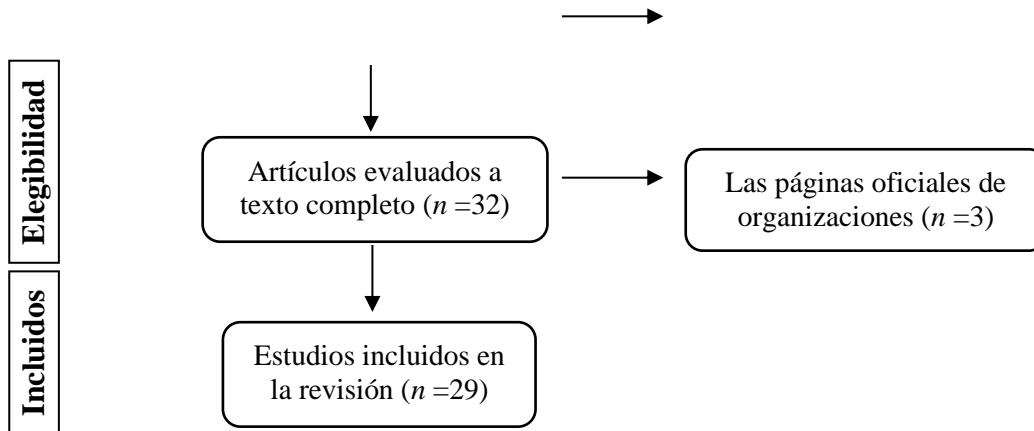 Elegibilidad
Artículos evaluados a
texto completo (n =32)
Las páginas oficiales de
organizaciones (n =3)
Incluidos
Estudios incluidos en
la revisión (n =29)